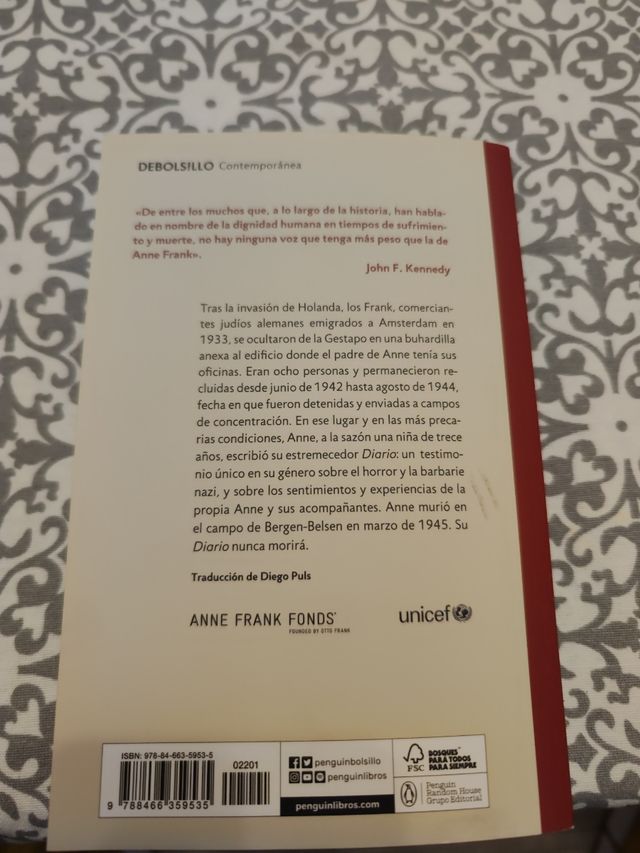 DEBOLS!LLO Contemporánea
«De entre los muchos que, a lo largo de la historia, han habla-
do en nombre de la dignidad humana en tiempos de sufrimien-
to y muerte, no hay ninguna voz que tenga más peso que la de
Anne Frank».
John F. Kennedy
Tras la invasión de Holanda, los Frank, comercian-
tes judíos alemanes emigrados a Amsterdam en
1933, se ocultaron de la Gestapo en una buhardilla
anexa al edificio donde el padre de Anne tenía sus
oficinas. Eran ocho personas y permanecieron re-
cluidas desde junio de 1942 hasta agosto de 1944,
fecha en que fueron detenidas y enviadas a campos
de concentración. En ese lugar y en las más preca-
rias condiciones, Anne, a la sazón una niña de trece
años, escribió su estremecedor Diario: un testimo-
nio único en su género sobre el horror y la barbarie
nazi, y sobre los sentimientos y experiencias de la
propia Anne y sus acompañantes. Anne murió en
el campo de Bergen-Belsen en marzo de 1945. Su
Diario nunca morirá.
Traducción de Diego Puls
ANNE FRANK FONDS
FOUNDED BY OTTO FRANK
unicef
ISBN: 978-84-663-5953-5
02201
9 788466 359535
penguinbolsillo
penguinlibros
penguinlibros.com
FSC
BOSQUES
PARA TODOS
PARA SIEMPRE
Penguin
Random House
Grupo Editorial